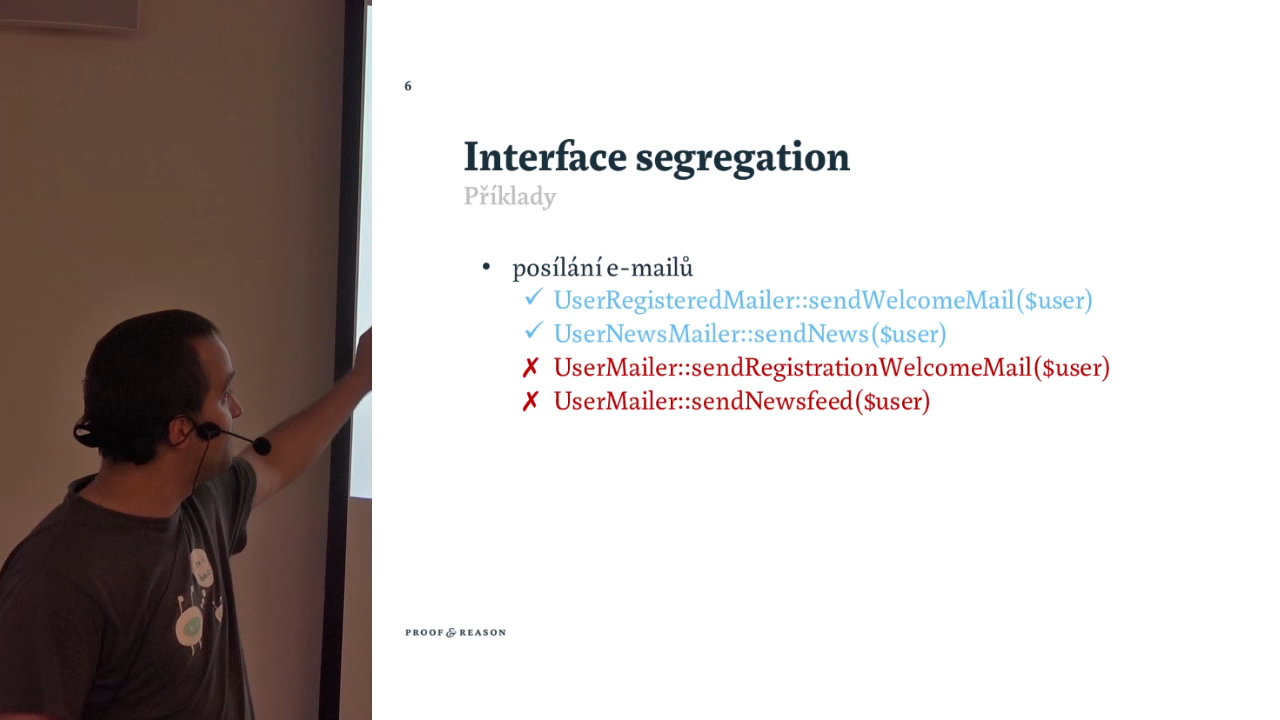 6
Interface segregation
Příklady
• posílání e-mailů
✓ UserRegisteredMailer::sendWelcomeMail($user)
✓ UserNewsMailer::sendNews($user)
✗ UserMailer::sendRegistrationWelcomeMail($user)
✗ UserMailer::sendNewsfeed($user)
PROOF & REASON